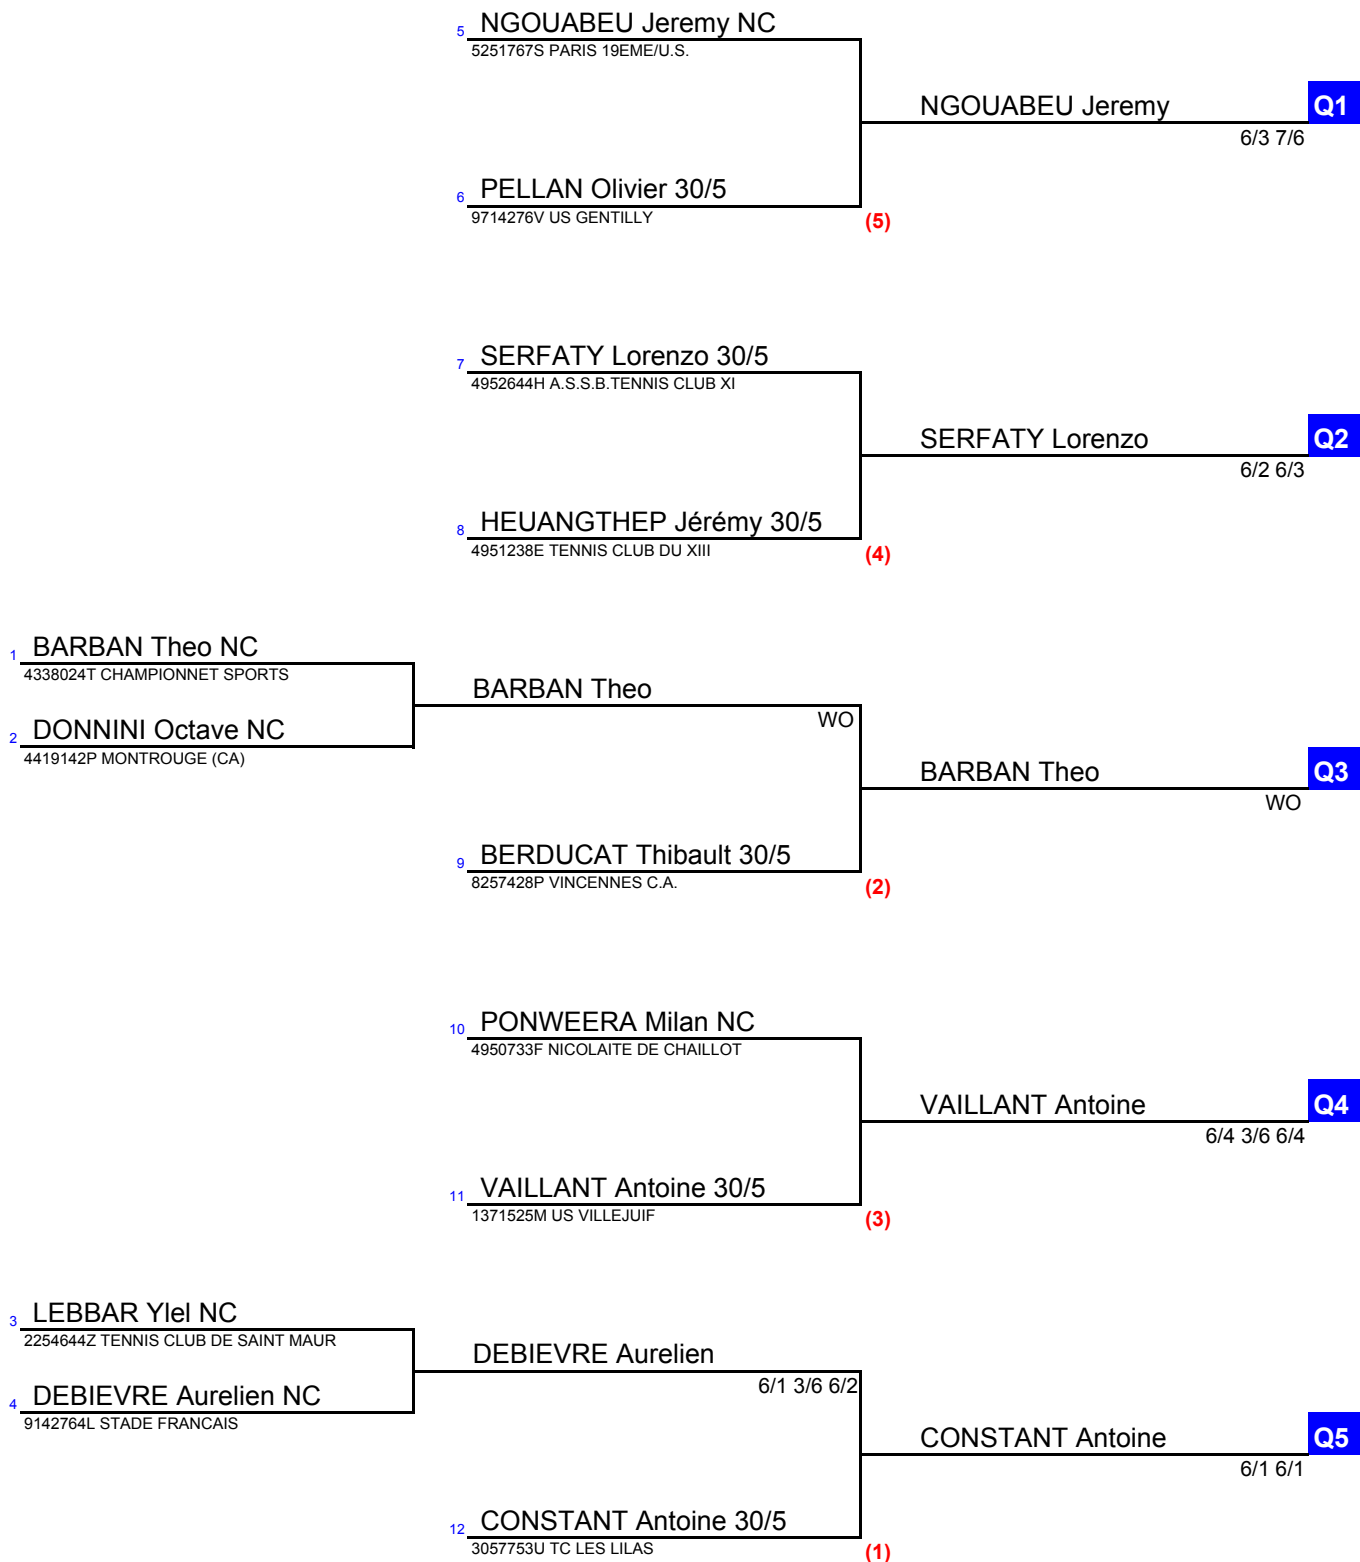 5 NGOUABEU Jeremy NC
5251767S PARIS 19EME/U.S.
NGOUABEU Jeremy Q1
6/3 7/6
6 PELLAN Olivier 30/5
9714276V US GENTILLY (5)
7 SERFATY Lorenzo 30/5
4952644H A.S.S.B.TENNIS CLUB XI
SERFATY Lorenzo Q2
6/2 6/3
8 HEUANGTHEP Jérémy 30/5
4951238E TENNIS CLUB DU XIII (4)
1 BARBAN Theo NC
4338024T CHAMPIONNET SPORTS
BARBAN Theo
WO
2 DONNINI Octave NC
4419142P MONTROUGE (CA)
BARBAN Theo Q3
WO
9 BERDUCAT Thibault 30/5
8257428P VINCENNES C.A. (2)
10 PONWEERA Milan NC
4950733F NICOLAITE DE CHAILLOT
VAILLANT Antoine Q4
6/4 3/6 6/4
11 VAILLANT Antoine 30/5
1371525M US VILLEJUIF (3)
3 LEBBAR Ylel NC
2254644Z TENNIS CLUB DE SAINT MAUR
DEBIEVRE Aurelien
6/1 3/6 6/2
4 DEBIEVRE Aurelien NC
9142764L STADE FRANCAIS
CONSTANT Antoine Q5
6/1 6/1
12 CONSTANT Antoine 30/5
3057753U TC LES LILAS (1)